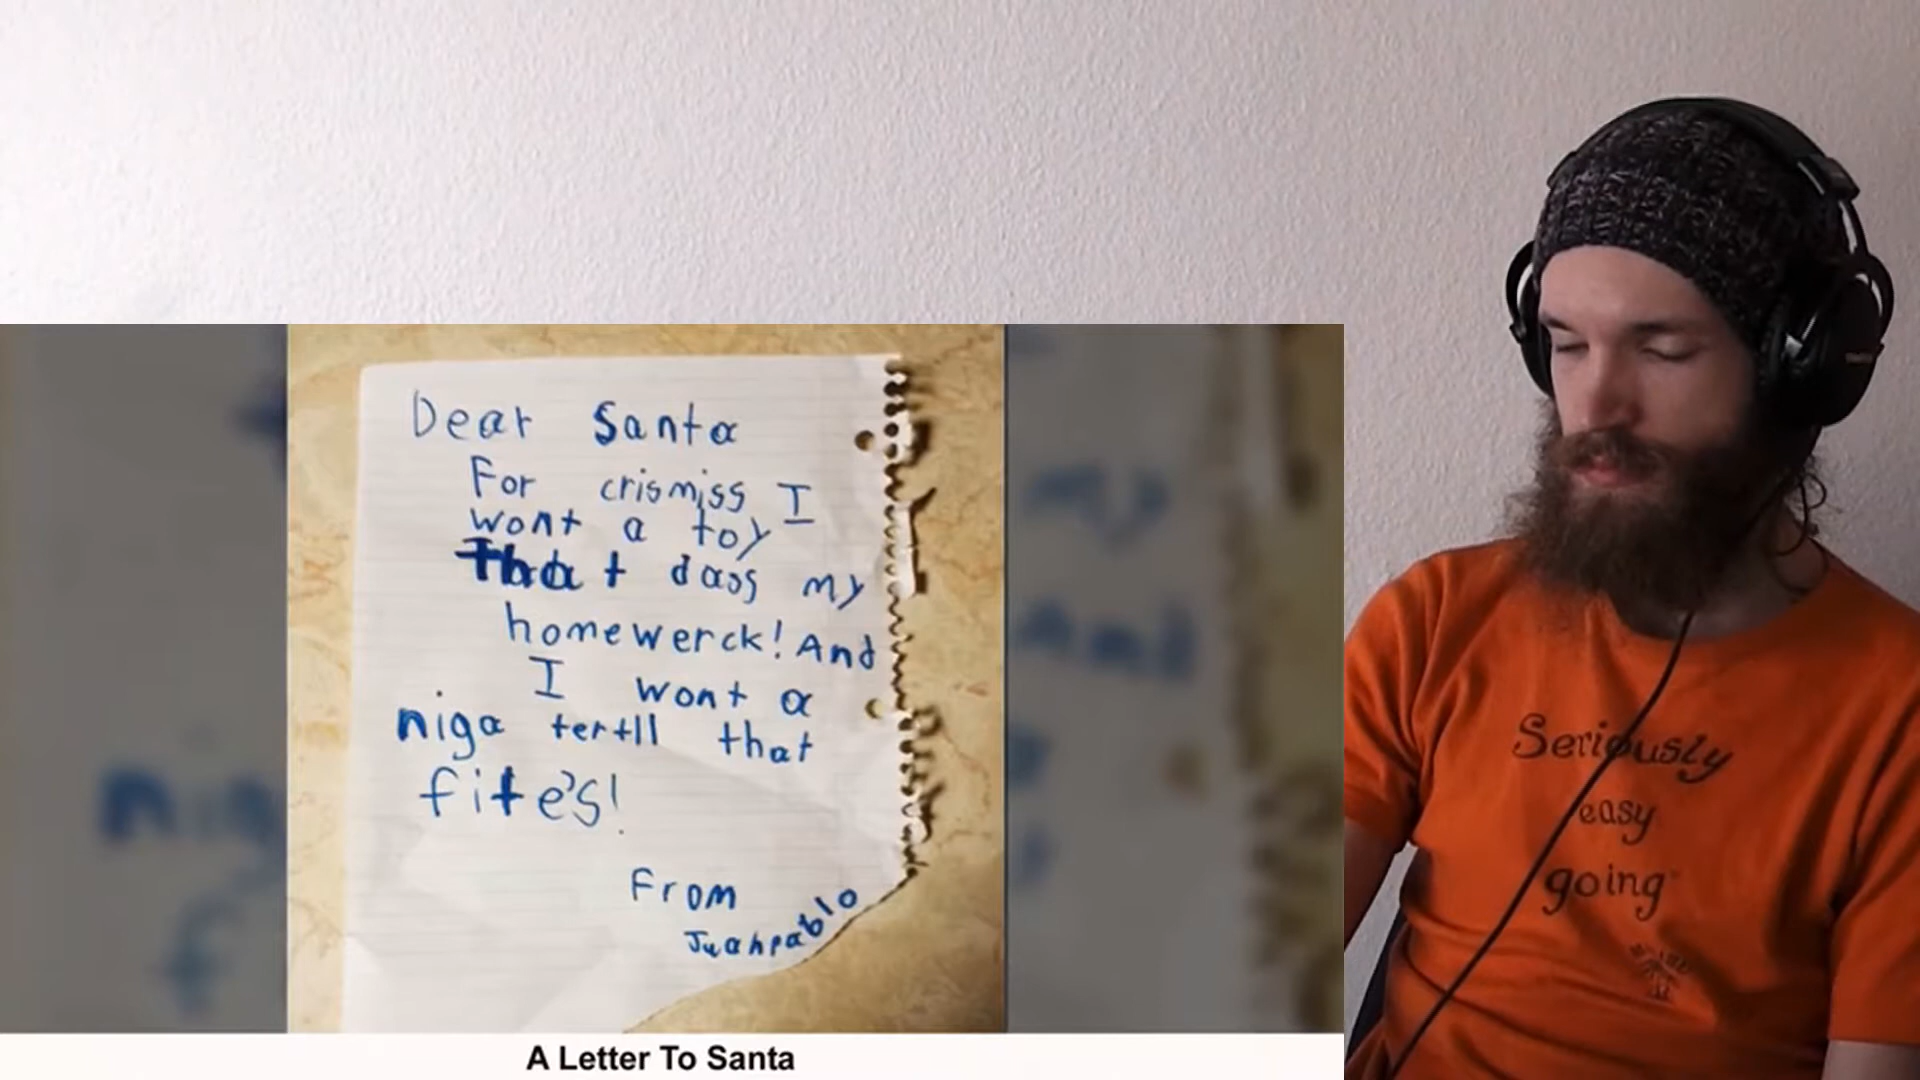 Dear Santa
For crismiss I
wont a toy
That daos my
homewerck! And
I wont a
niga tertll that
fite's!
From
Juahpablo
A Letter To Santa
Seriously
easy
going